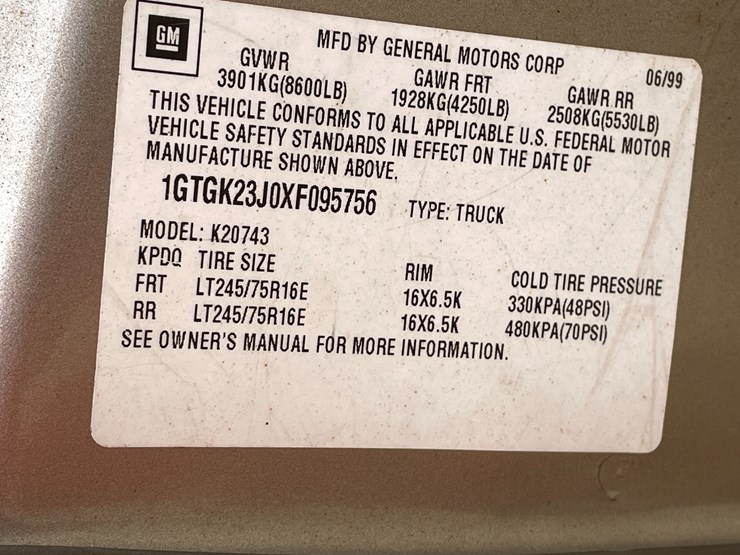 GM
MFD BY GENERAL MOTORS CORP 06/99
GVWR GAWR FRT GAWR RR
3901KG(8600LB) 1928KG(4250LB) 2508KG(5530LB)
THIS VEHICLE CONFORMS TO ALL APPLICABLE U.S. FEDERAL MOTOR
VEHICLE SAFETY STANDARDS IN EFFECT ON THE DATE OF
MANUFACTURE SHOWN ABOVE.
1GTGK23J0XF095756 TYPE: TRUCK
MODEL: K20743
KPDQ TIRE SIZE RIM COLD TIRE PRESSURE
FRT LT245/75R16E 16X6.5K 330KPA(48PSI)
RR LT245/75R16E 16X6.5K 480KPA(70PSI)
SEE OWNER'S MANUAL FOR MORE INFORMATION.